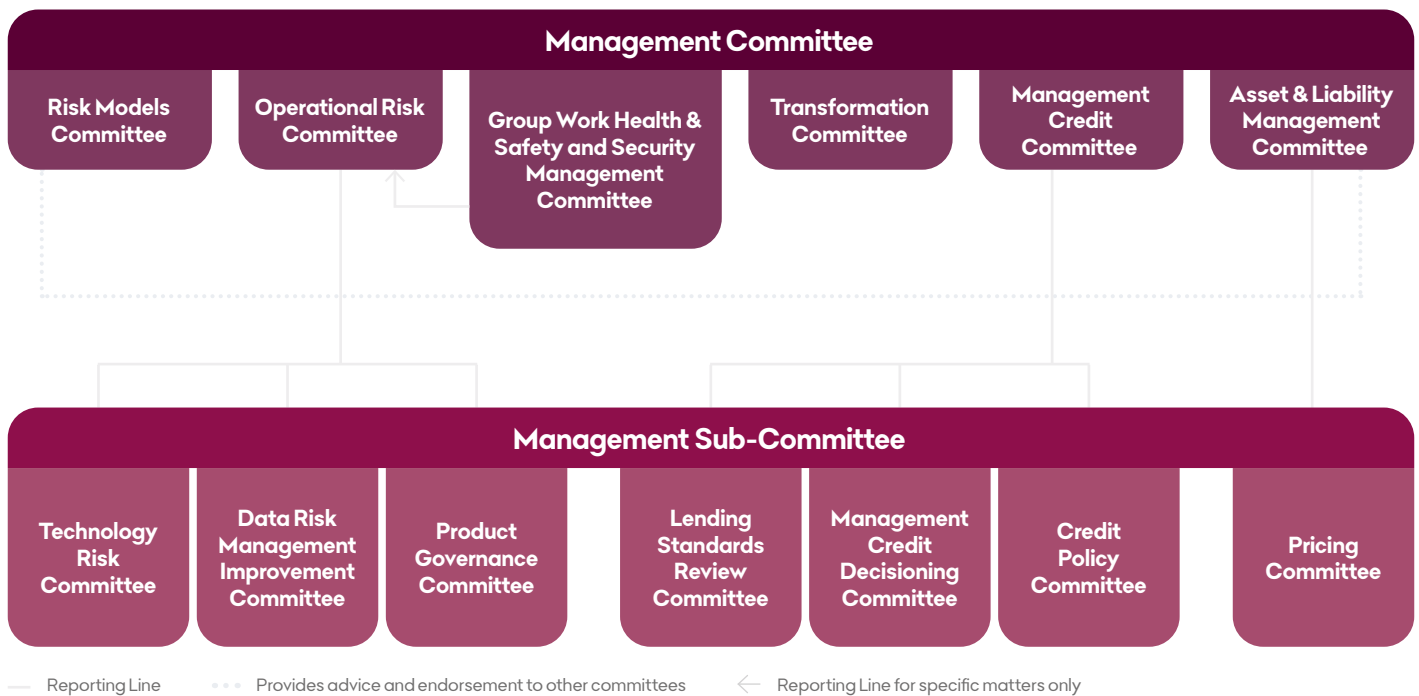 Management Committee
Risk Models
Committee
Operational Risk
Committee
Group Work Health &
Safety and Security
Management
Committee
Transformation
Committee
Management
Credit
Committee
Asset & Liability
Management
Committee
Management Sub-Committee
Technology
Risk
Committee
Data Risk
Management
Improvement
Committee
Product
Governance
Committee
Lending
Standards
Review
Committee
Management
Credit
Decisioning
Committee
Credit
Policy
Committee
Pricing
Committee
Reporting Line
Provides advice and endorsement to other committees
Reporting Line for specific matters only